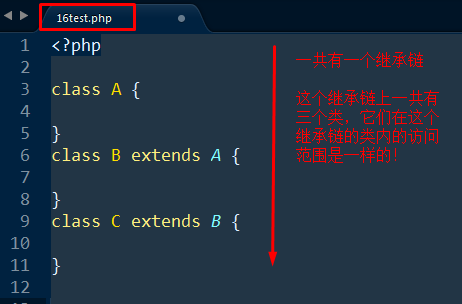 16test.php
1 <?php
2
3 class A {
4
5 }
6 class B extends A {
7
8 }
9 class C extends B {
10
11 }
12
一共有一个继承链
这个继承链上一共有
三个类，它们在这个
继承链的类内的访问
范围是一样的！